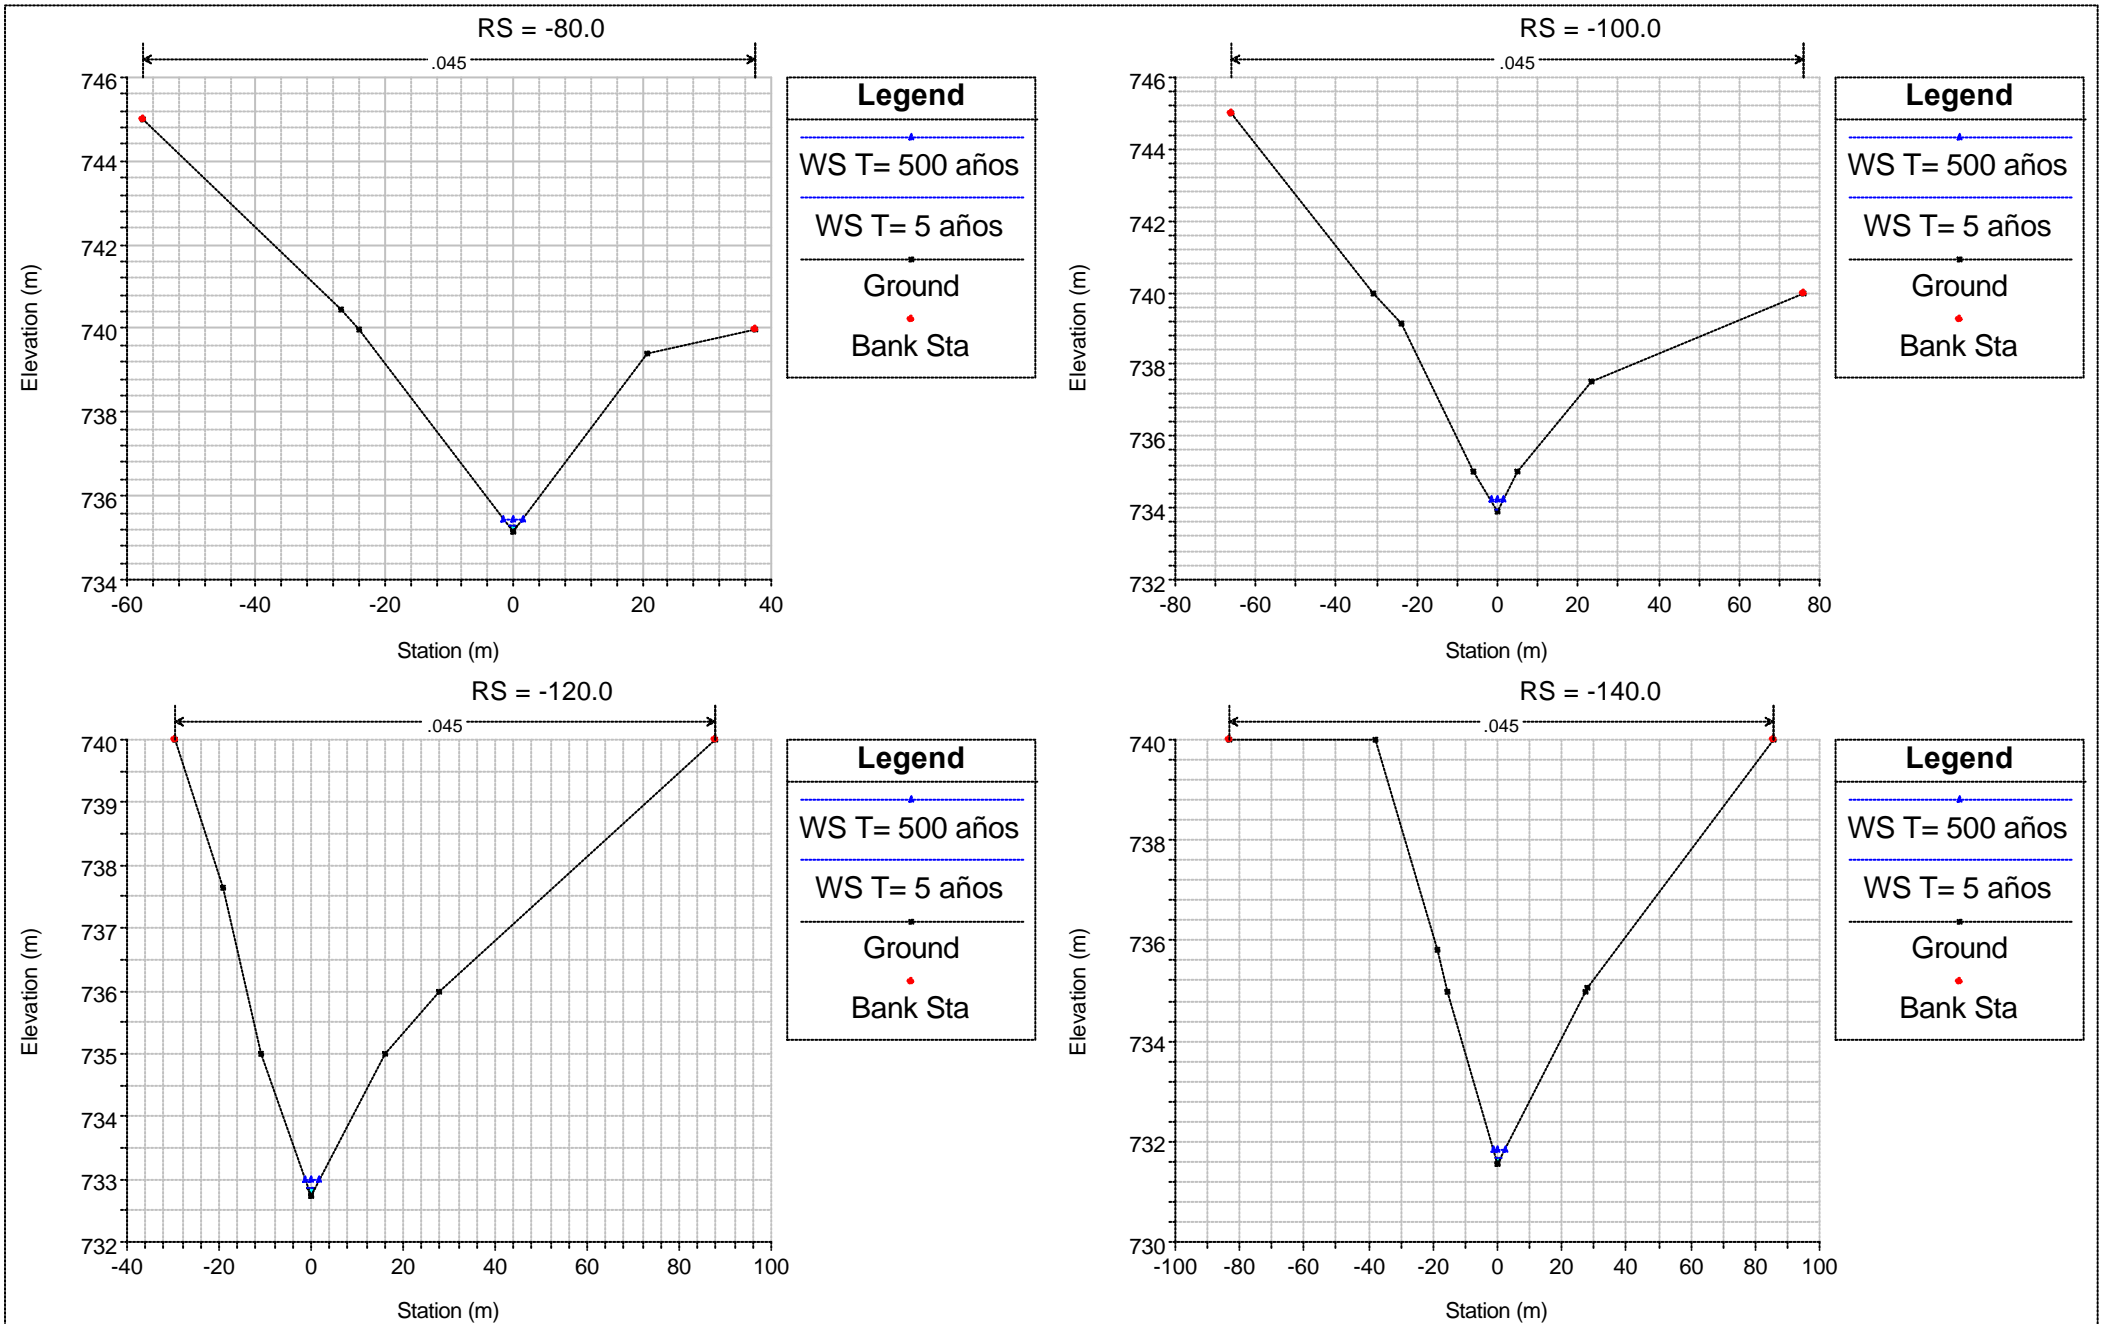 RS = -80.0
.045
746
744
742
740
738
736
734
-60
-40
-20
0
20
40
Elevation (m)
Station (m)
Legend
WS T= 500 años
WS T= 5 años
Ground
Bank Sta
RS = -100.0
.045
746
744
742
740
738
736
734
732
-80
-60
-40
-20
0
20
40
60
80
Elevation (m)
Station (m)
Legend
WS T= 500 años
WS T= 5 años
Ground
Bank Sta
RS = -120.0
.045
740
739
738
737
736
735
734
733
732
-40
-20
0
20
40
60
80
100
Elevation (m)
Station (m)
Legend
WS T= 500 años
WS T= 5 años
Ground
Bank Sta
RS = -140.0
.045
740
738
736
734
732
730
-100
-80
-60
-40
-20
0
20
40
60
80
100
Elevation (m)
Station (m)
Legend
WS T= 500 años
WS T= 5 años
Ground
Bank Sta